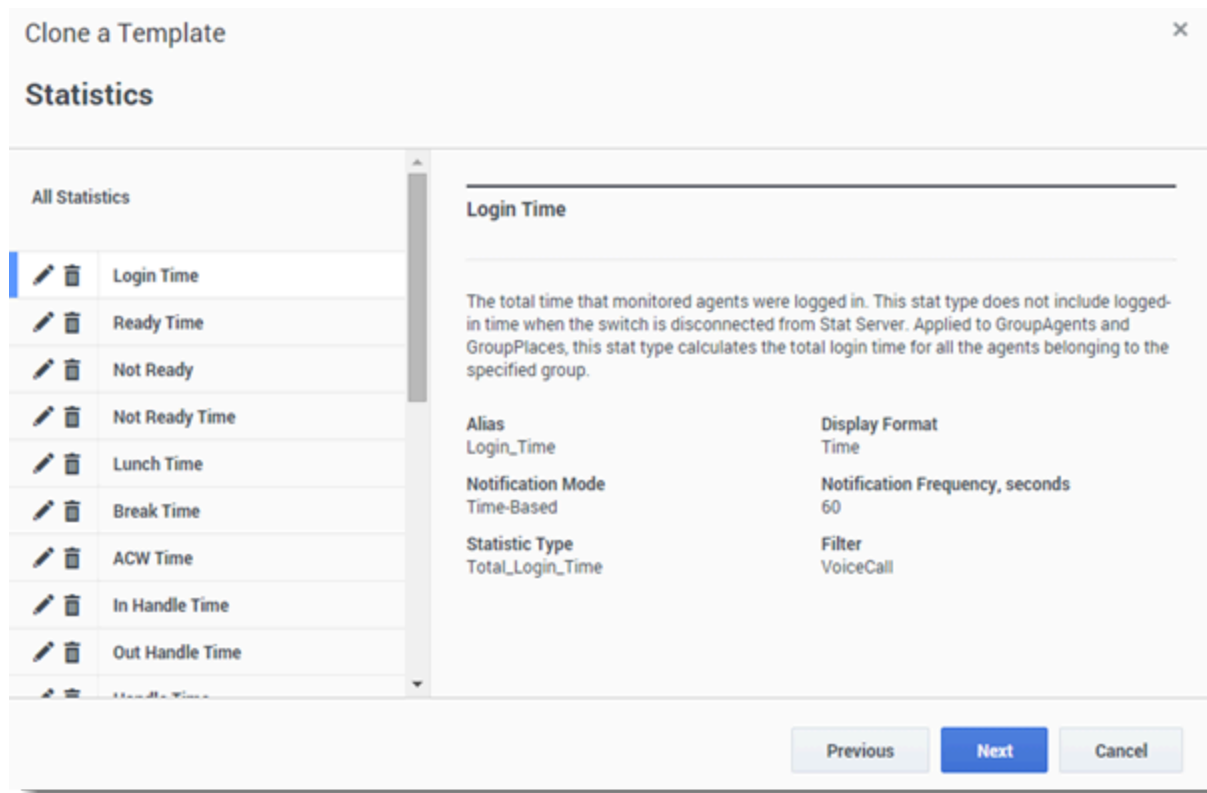 Clone a Template
×
Statistics
All Statistics
Login Time
Ready Time
Not Ready
Not Ready Time
Lunch Time
Break Time
ACW Time
In Handle Time
Out Handle Time
Handle Time
Login Time
The total time that monitored agents were logged in. This stat type does not include logged-
in time when the switch is disconnected from Stat Server. Applied to GroupAgents and
GroupPlaces, this stat type calculates the total login time for all the agents belonging to the
specified group.
Alias
Login_Time
Display Format
Time
Notification Mode
Time-Based
Notification Frequency, seconds
60
Statistic Type
Total_Login_Time
Filter
VoiceCall
Previous
Next
Cancel